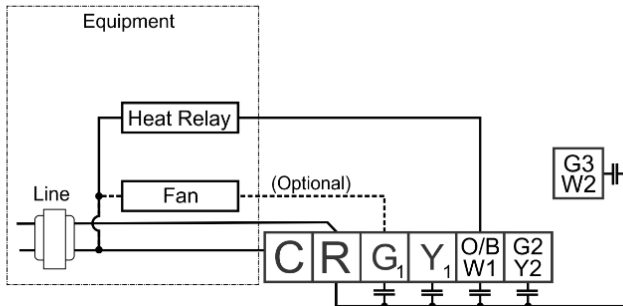 Equipment
Heat Relay
G3
W2
Line
Fan
(Optional)
C R G1 Y1 O/B W1 G2 Y2